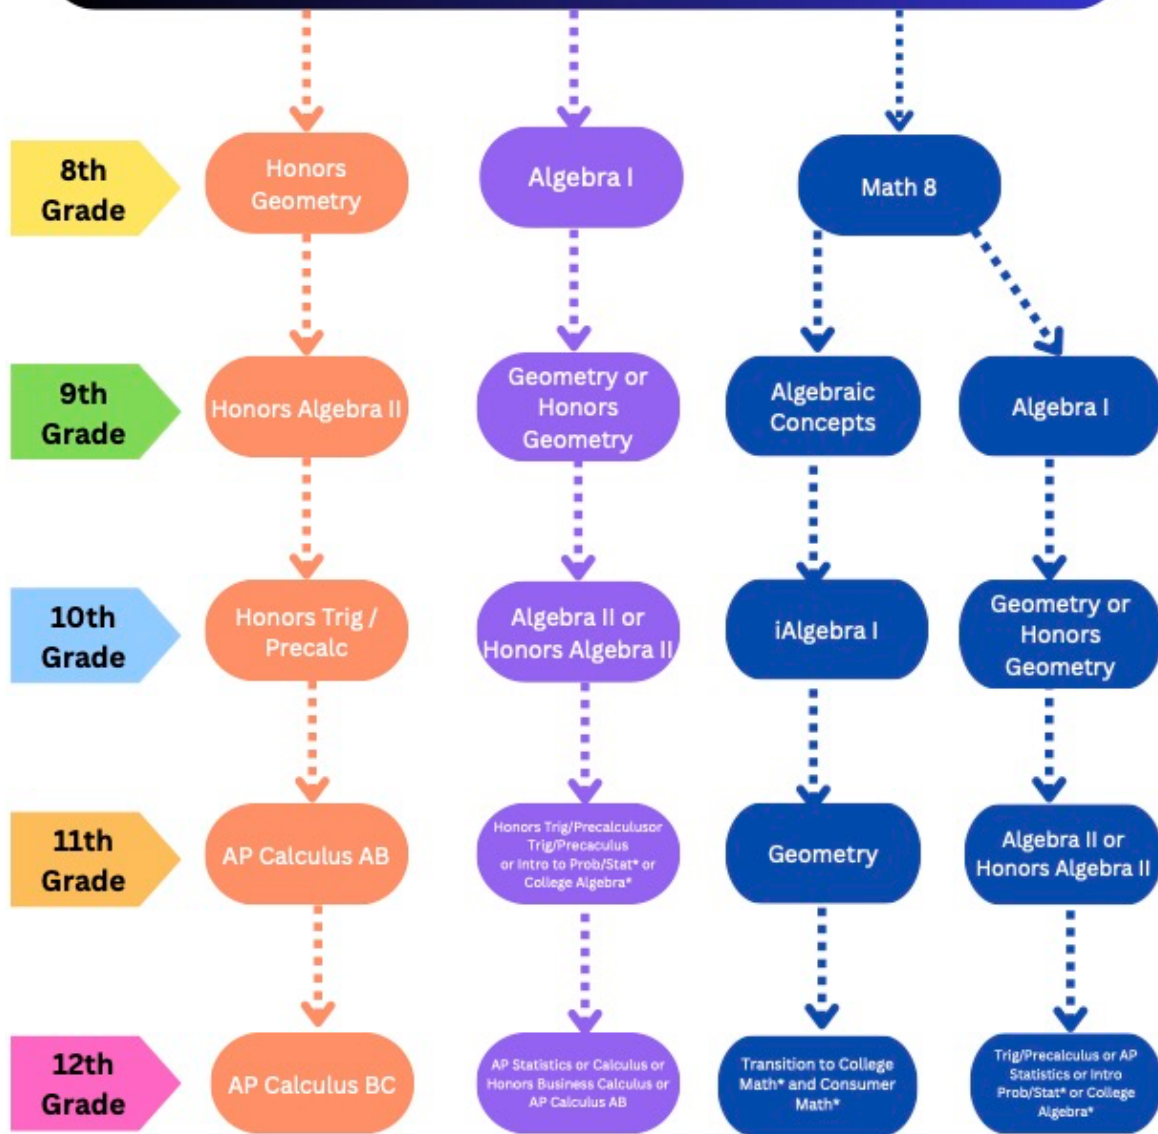 8th
Grade
Honors
Geometry
Algebra I
Math 8
9th
Grade
Honors Algebra II
Geometry or
Honors
Geometry
Algebraic
Concepts
Algebra I
10th
Grade
Honors Trig /
Precalc
Algebra II or
Honors Algebra II
iAlgebra I
Geometry or
Honors
Geometry
11th
Grade
AP Calculus AB
Honors Trig/Precalculusor
Trig/Precaculus
or Intro to Prob/Stat* or
College Algebra*
Geometry
Algebra II or
Honors Algebra II
12th
Grade
AP Calculus BC
AP Statistics or Calculus or
Honors Business Calculus or
AP Calculus AB
Transition to College
Math* and Consumer
Math*
Trig/Precalculus or AP
Statistics or Intro
Prob/Stat* or College
Algebra*